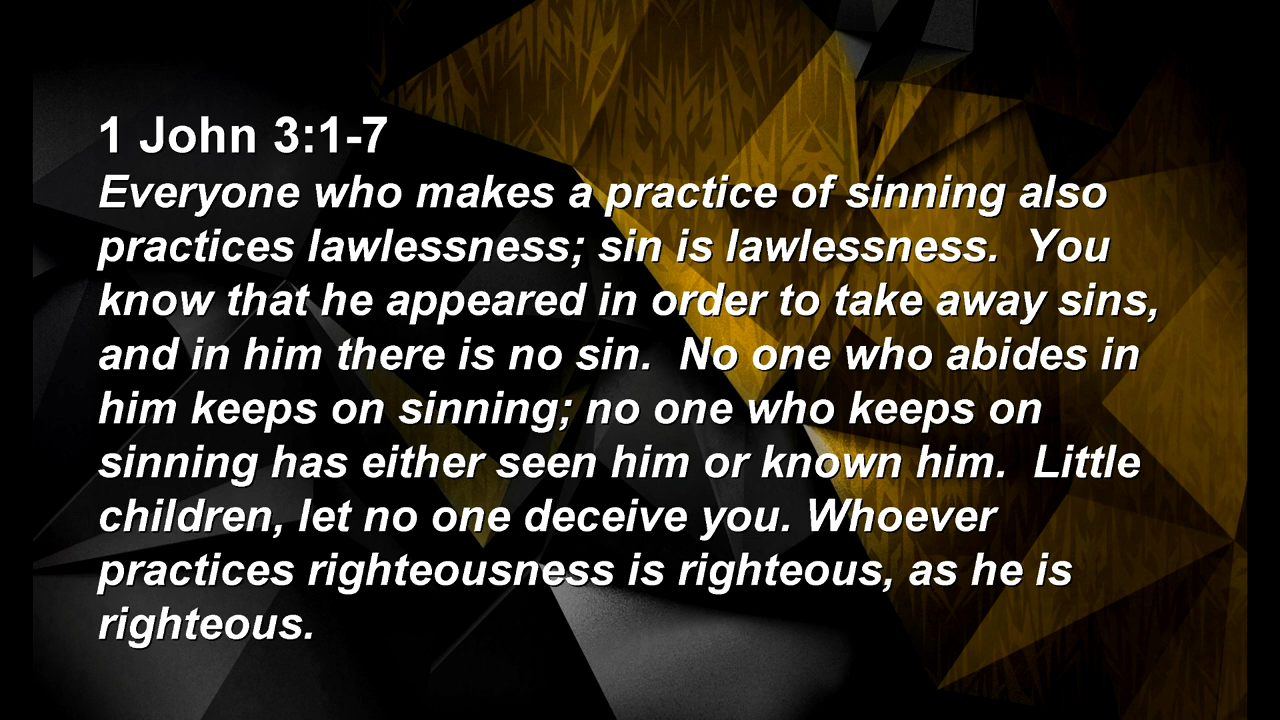 1 John 3:1-7
Everyone who makes a practice of sinning also
practices lawlessness; sin is lawlessness.  You
know that he appeared in order to take away sins,
and in him there is no sin.  No one who abides in
him keeps on sinning; no one who keeps on
sinning has either seen him or known him.  Little
children, let no one deceive you. Whoever
practices righteousness is righteous, as he is
righteous.